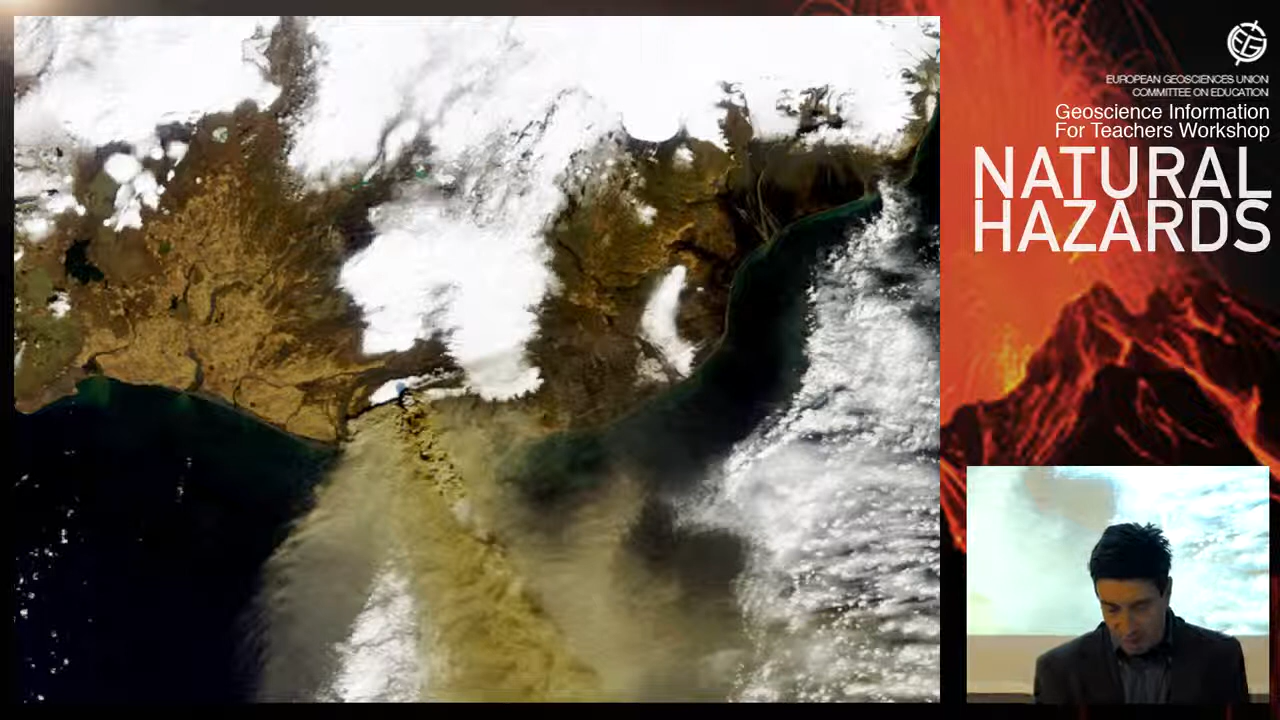 EUROPEAN GEOSCIENCES UNION
COMMITTEE ON EDUCATION
Geoscience Information
For Teachers Workshop
NATURAL
HAZARDS